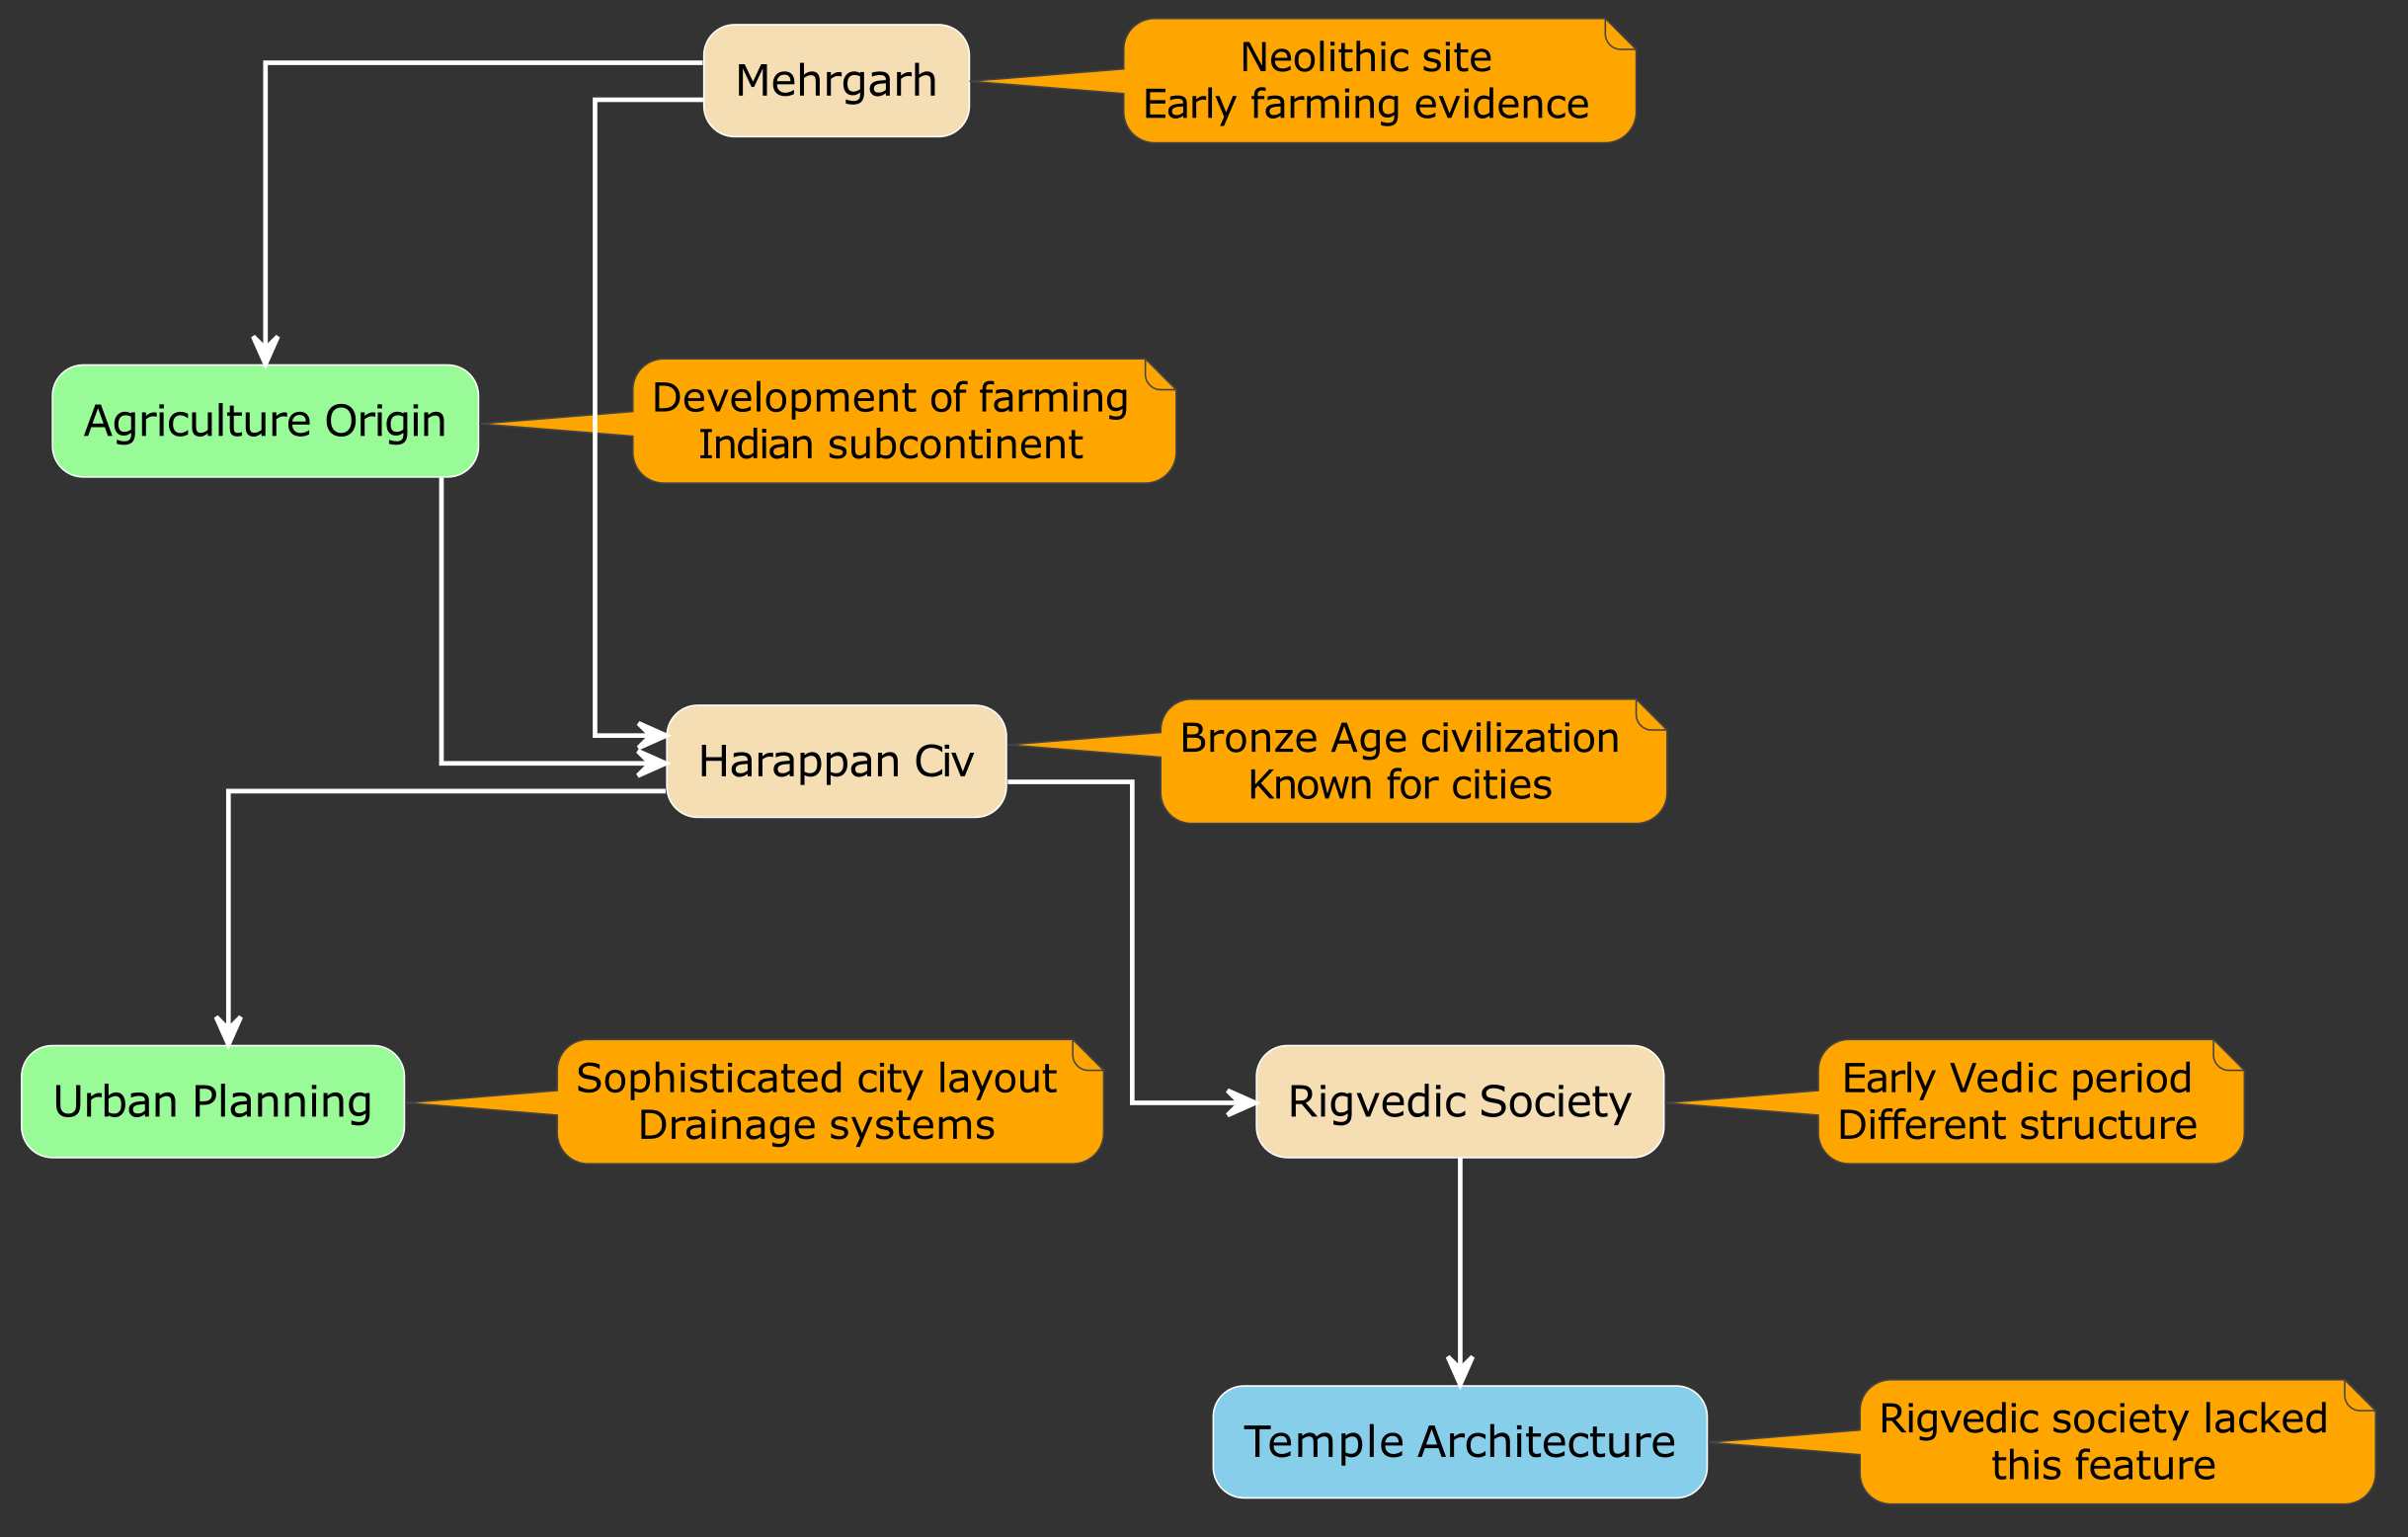 Mehrgarh
Neolithic site
Early farming evidence
Agriculture Origin
Development of farming
Indian subcontinent
Harappan Civ
Bronze Age civilization
Known for cities
Urban Planning
Sophisticated city layout
Drainage systems
Rigvedic Society
Early Vedic period
Different structure
Temple Architecture
Rigvedic society lacked
this feature